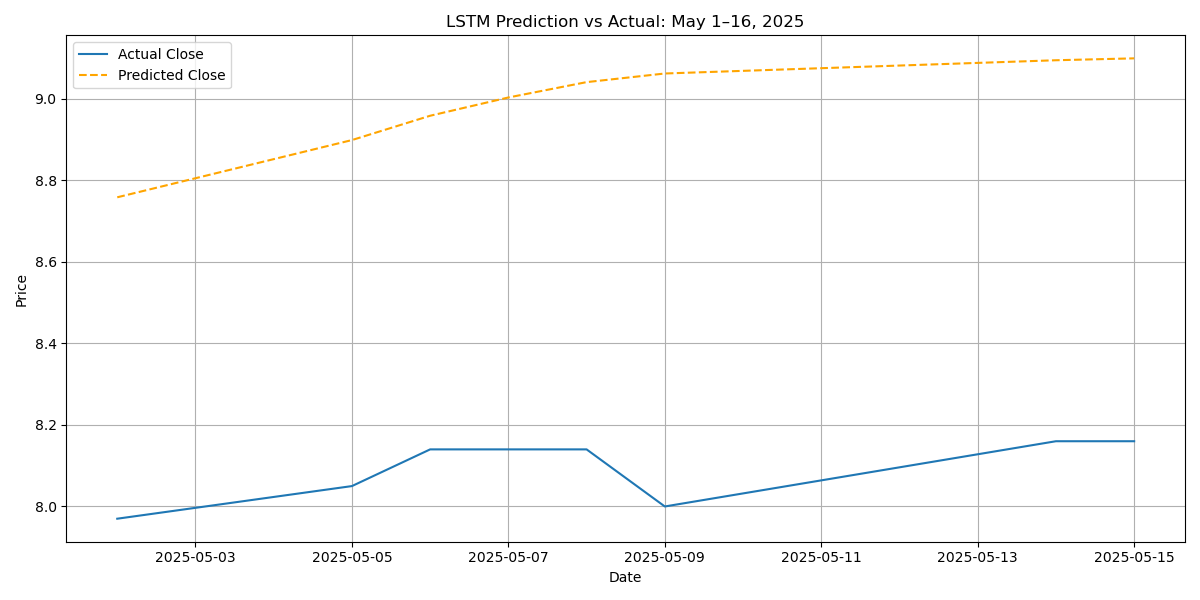 LSTM Prediction vs Actual: May 1–16, 2025
Actual Close
Predicted Close
Price
9.0
8.8
8.6
8.4
8.2
8.0
2025-05-03
2025-05-05
2025-05-07
2025-05-09
2025-05-11
2025-05-13
2025-05-15
Date